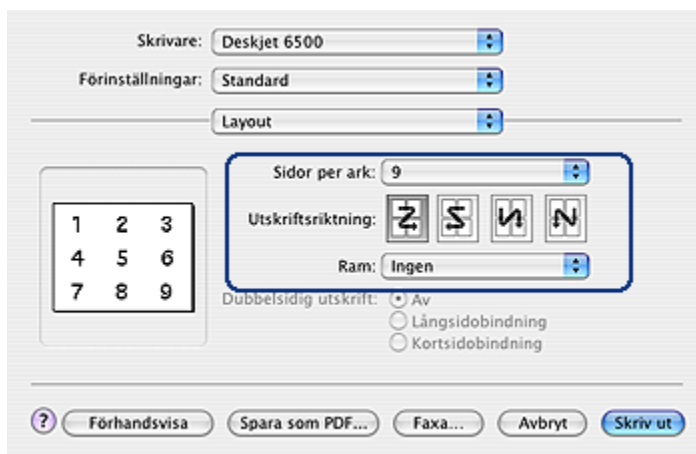 Skrivare: Deskjet 6500
Förinställningar: Standard
Layout
Sidor per ark: 9
Utskriftsriktning:
Ram: Ingen
1 2 3
4 5 6
7 8 9
Dubbelsidig utskrift: Av
Långsidobindning
Kortsidobindning
? Förhandsvisa Spara som PDF... Faxa... Avbryt Skriv ut